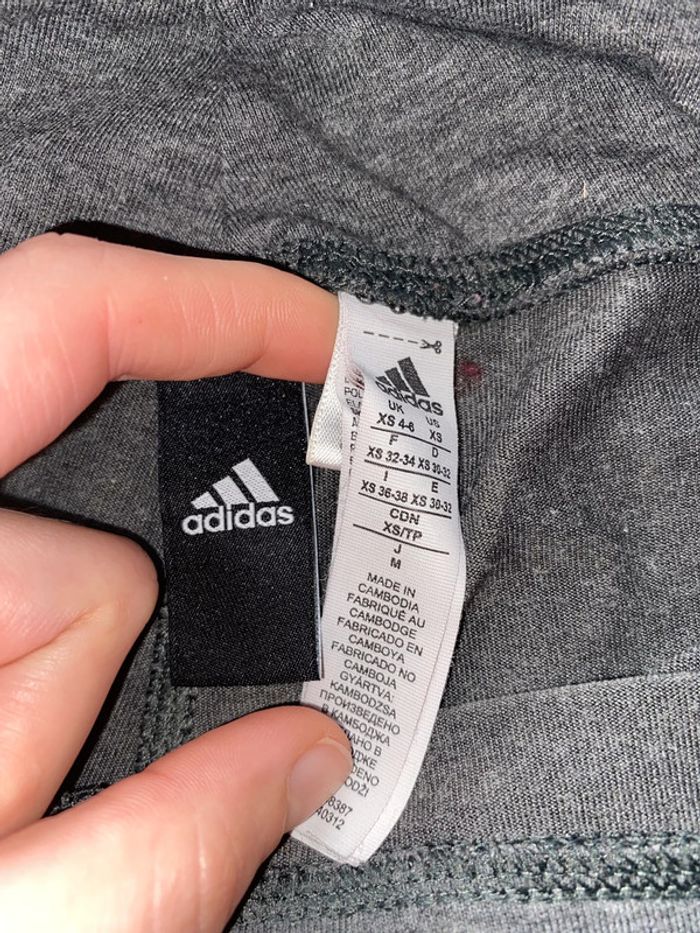 adidas
adidas
UK US
XS 4-6 XS
F D
XS 32-34 XS 30-32
I E
XS 36-38 XS 30-32
CDN
XS/TP
J
M
MADE IN
CAMBODIA
FABRIQUÉ AU
CAMBODGE
FABRICADO EN
CAMBOYA
FABRICADO NO
CAMBOJA
GYÁRTVA:
KAMBODZSA
ПРОИЗВЕДЕНО
В КАМБОДЖА